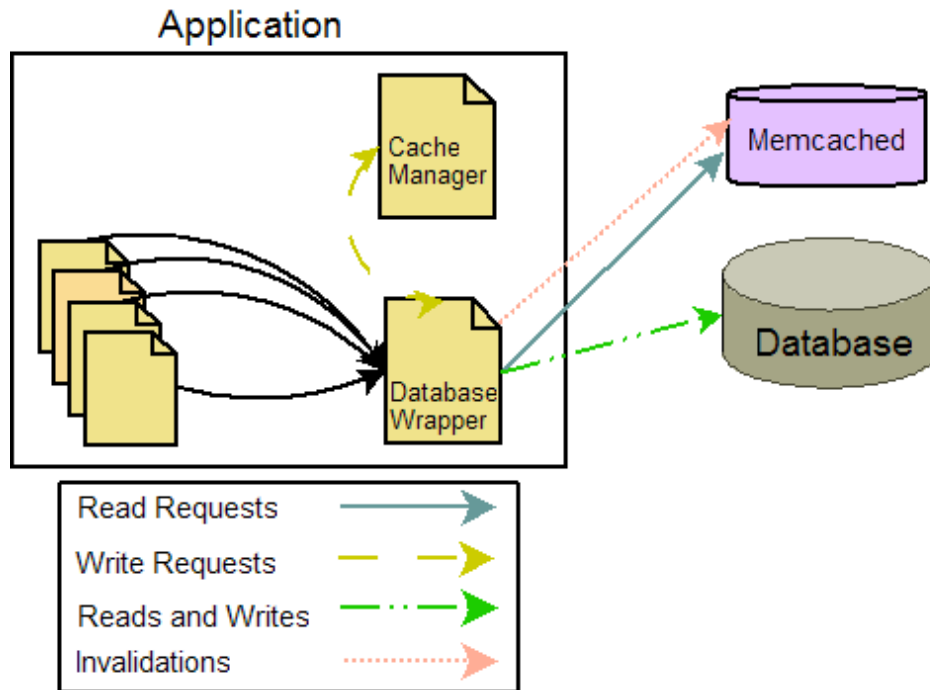 Application
Cache
Manager
Memcached
Database
Database
Wrapper
Read Requests
Write Requests
Reads and Writes
Invalidations